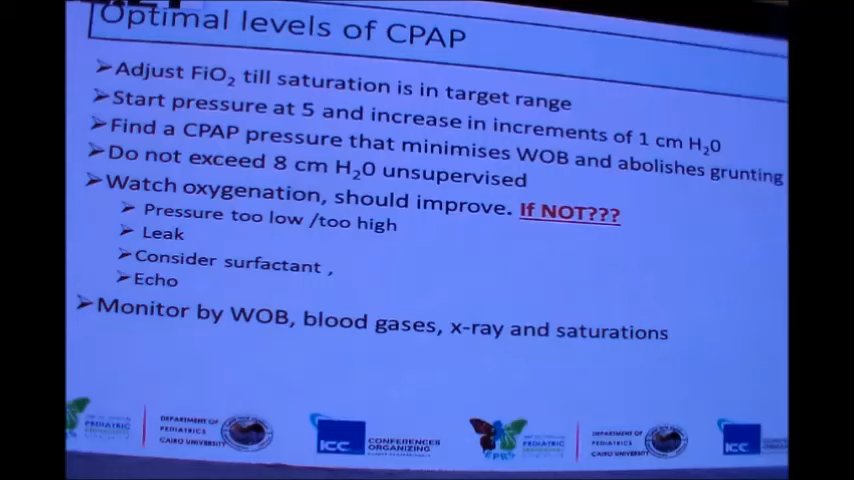 Optimal levels of CPAP
➢Adjust FiO₂ till saturation is in target range
➢Start pressure at 5 and increase in increments of 1 cm H₂0
➢Find a CPAP pressure that minimises WOB and abolishes grunting
➢Do not exceed 8 cm H₂0 unsupervised
➢Watch oxygenation, should improve. If NOT???
➢ Pressure too low /too high
➢ Leak
➢Consider surfactant ,
➢Echo
➢Monitor by WOB, blood gases, x-ray and saturations
PEDIATRIC
DEPARTMENT OF
PEDIATRICS
CAIRO UNIVERSITY
ICC
CONFERENCES
ORGANIZING
EPIS
PEDIATRIC
DEPARTMENT OF
PEDIATRICS
CAIRO UNIVERSITY
ICC